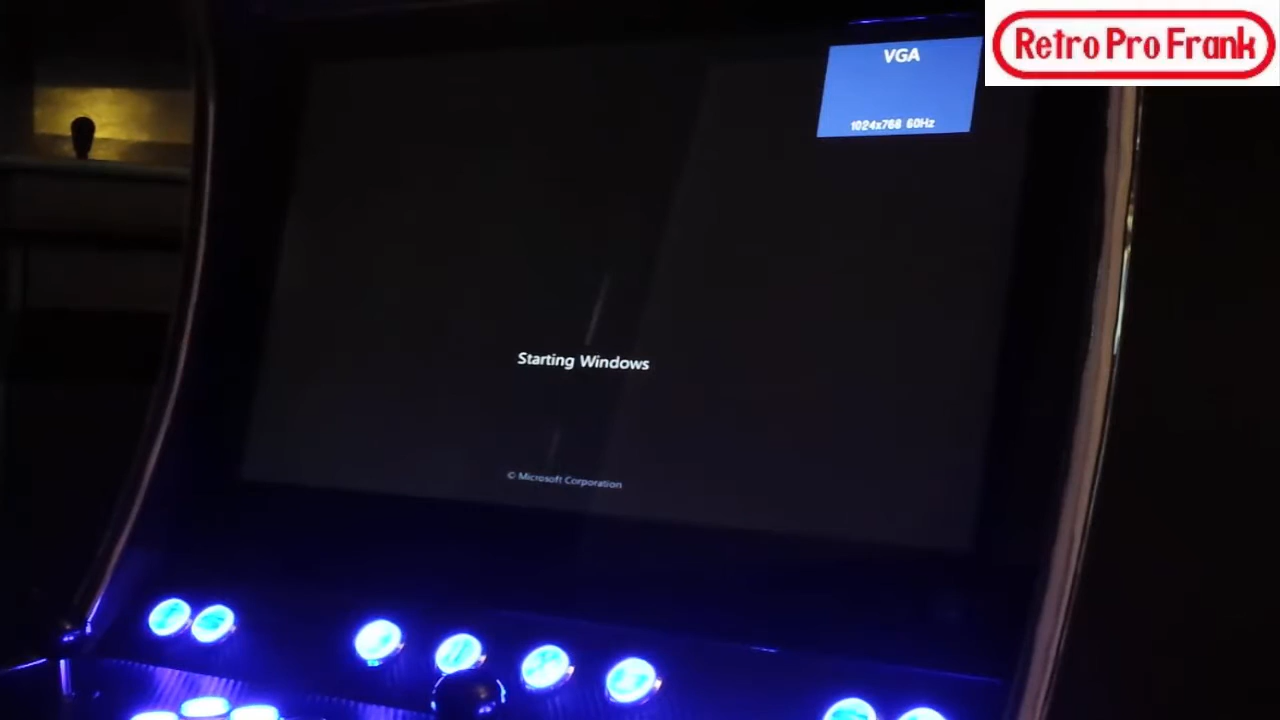 Retro Pro Frank
VGA
1024x768 60Hz
Starting Windows
© Microsoft Corporation